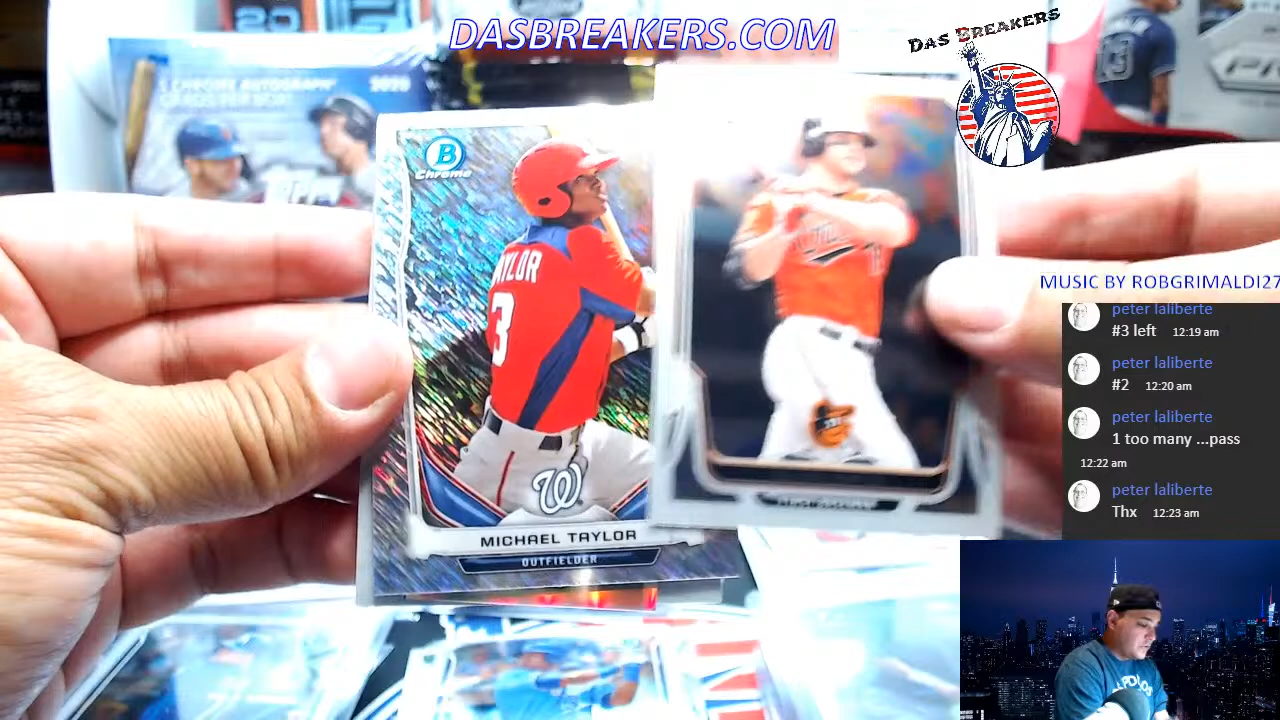 DASBREAKERS.COM
DAS BREAKERS
20
2020
B
Chrome
TAYLOR
3
W
MICHAEL TAYLOR
OUTFIELDER
MUSIC BY ROBGRIMALDI27
peter laliberte
#3 left 12:19 am
peter laliberte
#2 12:20 am
peter laliberte
1 too many ...pass
12:22 am
peter laliberte
Thx 12:23 am